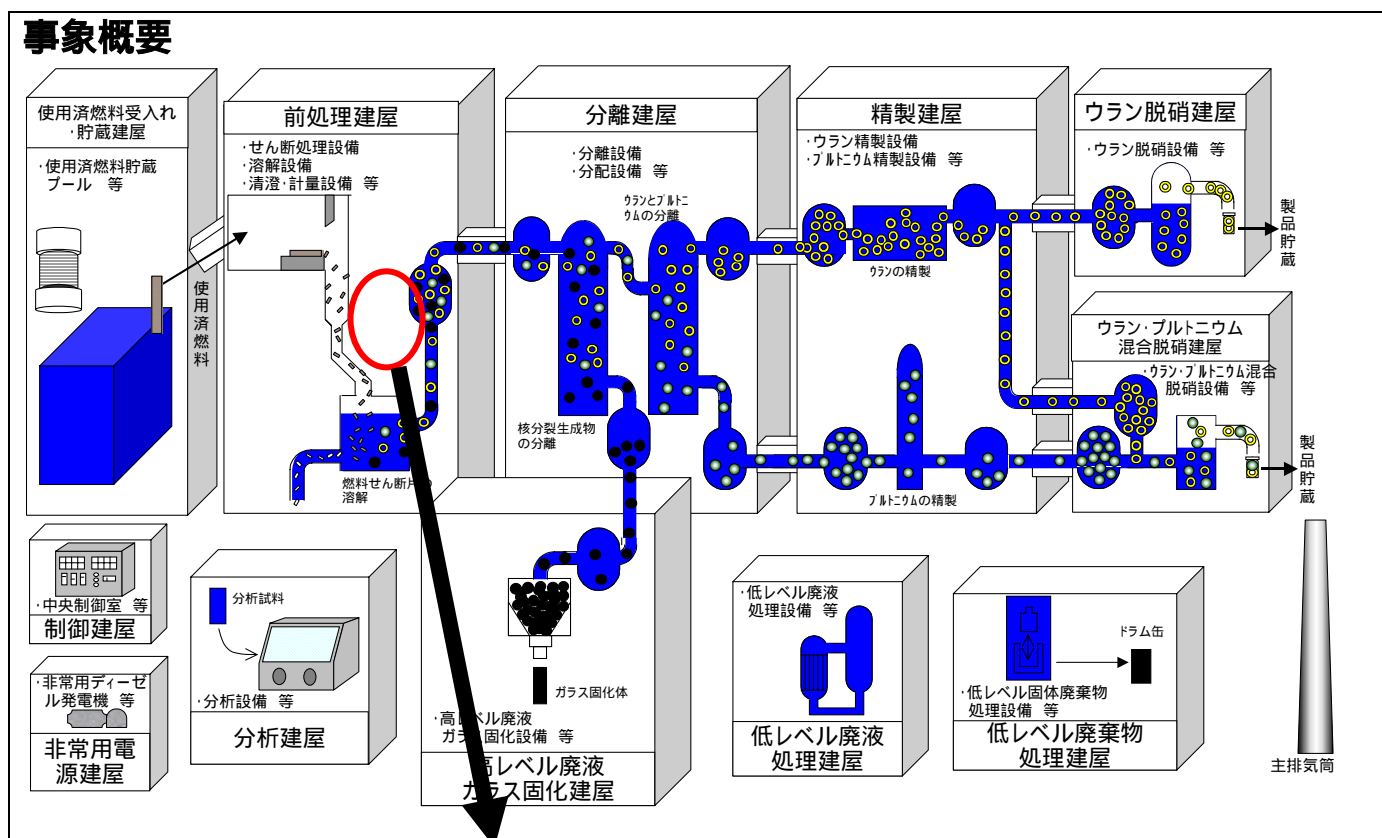 事象概要
使用済燃料受入れ
・貯蔵建屋
・使用済燃料貯蔵
プール 等
使用済燃料
前処理建屋
・せん断処理設備
・溶解設備
・清澄・計量設備 等
燃料せん断片の
溶解
分離建屋
・分離設備
・分配設備 等
ウランとプルトニ
ウムの分離
核分裂生成物
の分離
精製建屋
・ウラン精製設備
・プルトニウム精製設備 等
ウランの精製
プルトニウムの精製
ウラン脱硝建屋
・ウラン脱硝設備 等
製品貯蔵
ウラン・プルトニウム
混合脱硝建屋
・ウラン・プルトニウム混合
脱硝設備 等
製品貯蔵
・中央制御室 等
制御建屋
・非常用ディーゼ
ル発電機 等
非常用電
源建屋
分析試料
・分析設備 等
分析建屋
ガラス固化体
・高レベル廃液
ガラス固化設備 等
高レベル廃液
ガラス固化建屋
・低レベル廃液
処理設備 等
低レベル廃液
処理建屋
ドラム缶
・低レベル固体廃棄物
処理設備 等
低レベル廃棄物
処理建屋
主排気筒